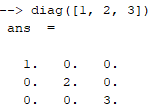 --> diag([1, 2, 3])
ans  =

1.   0.   0.
0.   2.   0.
0.   0.   3.